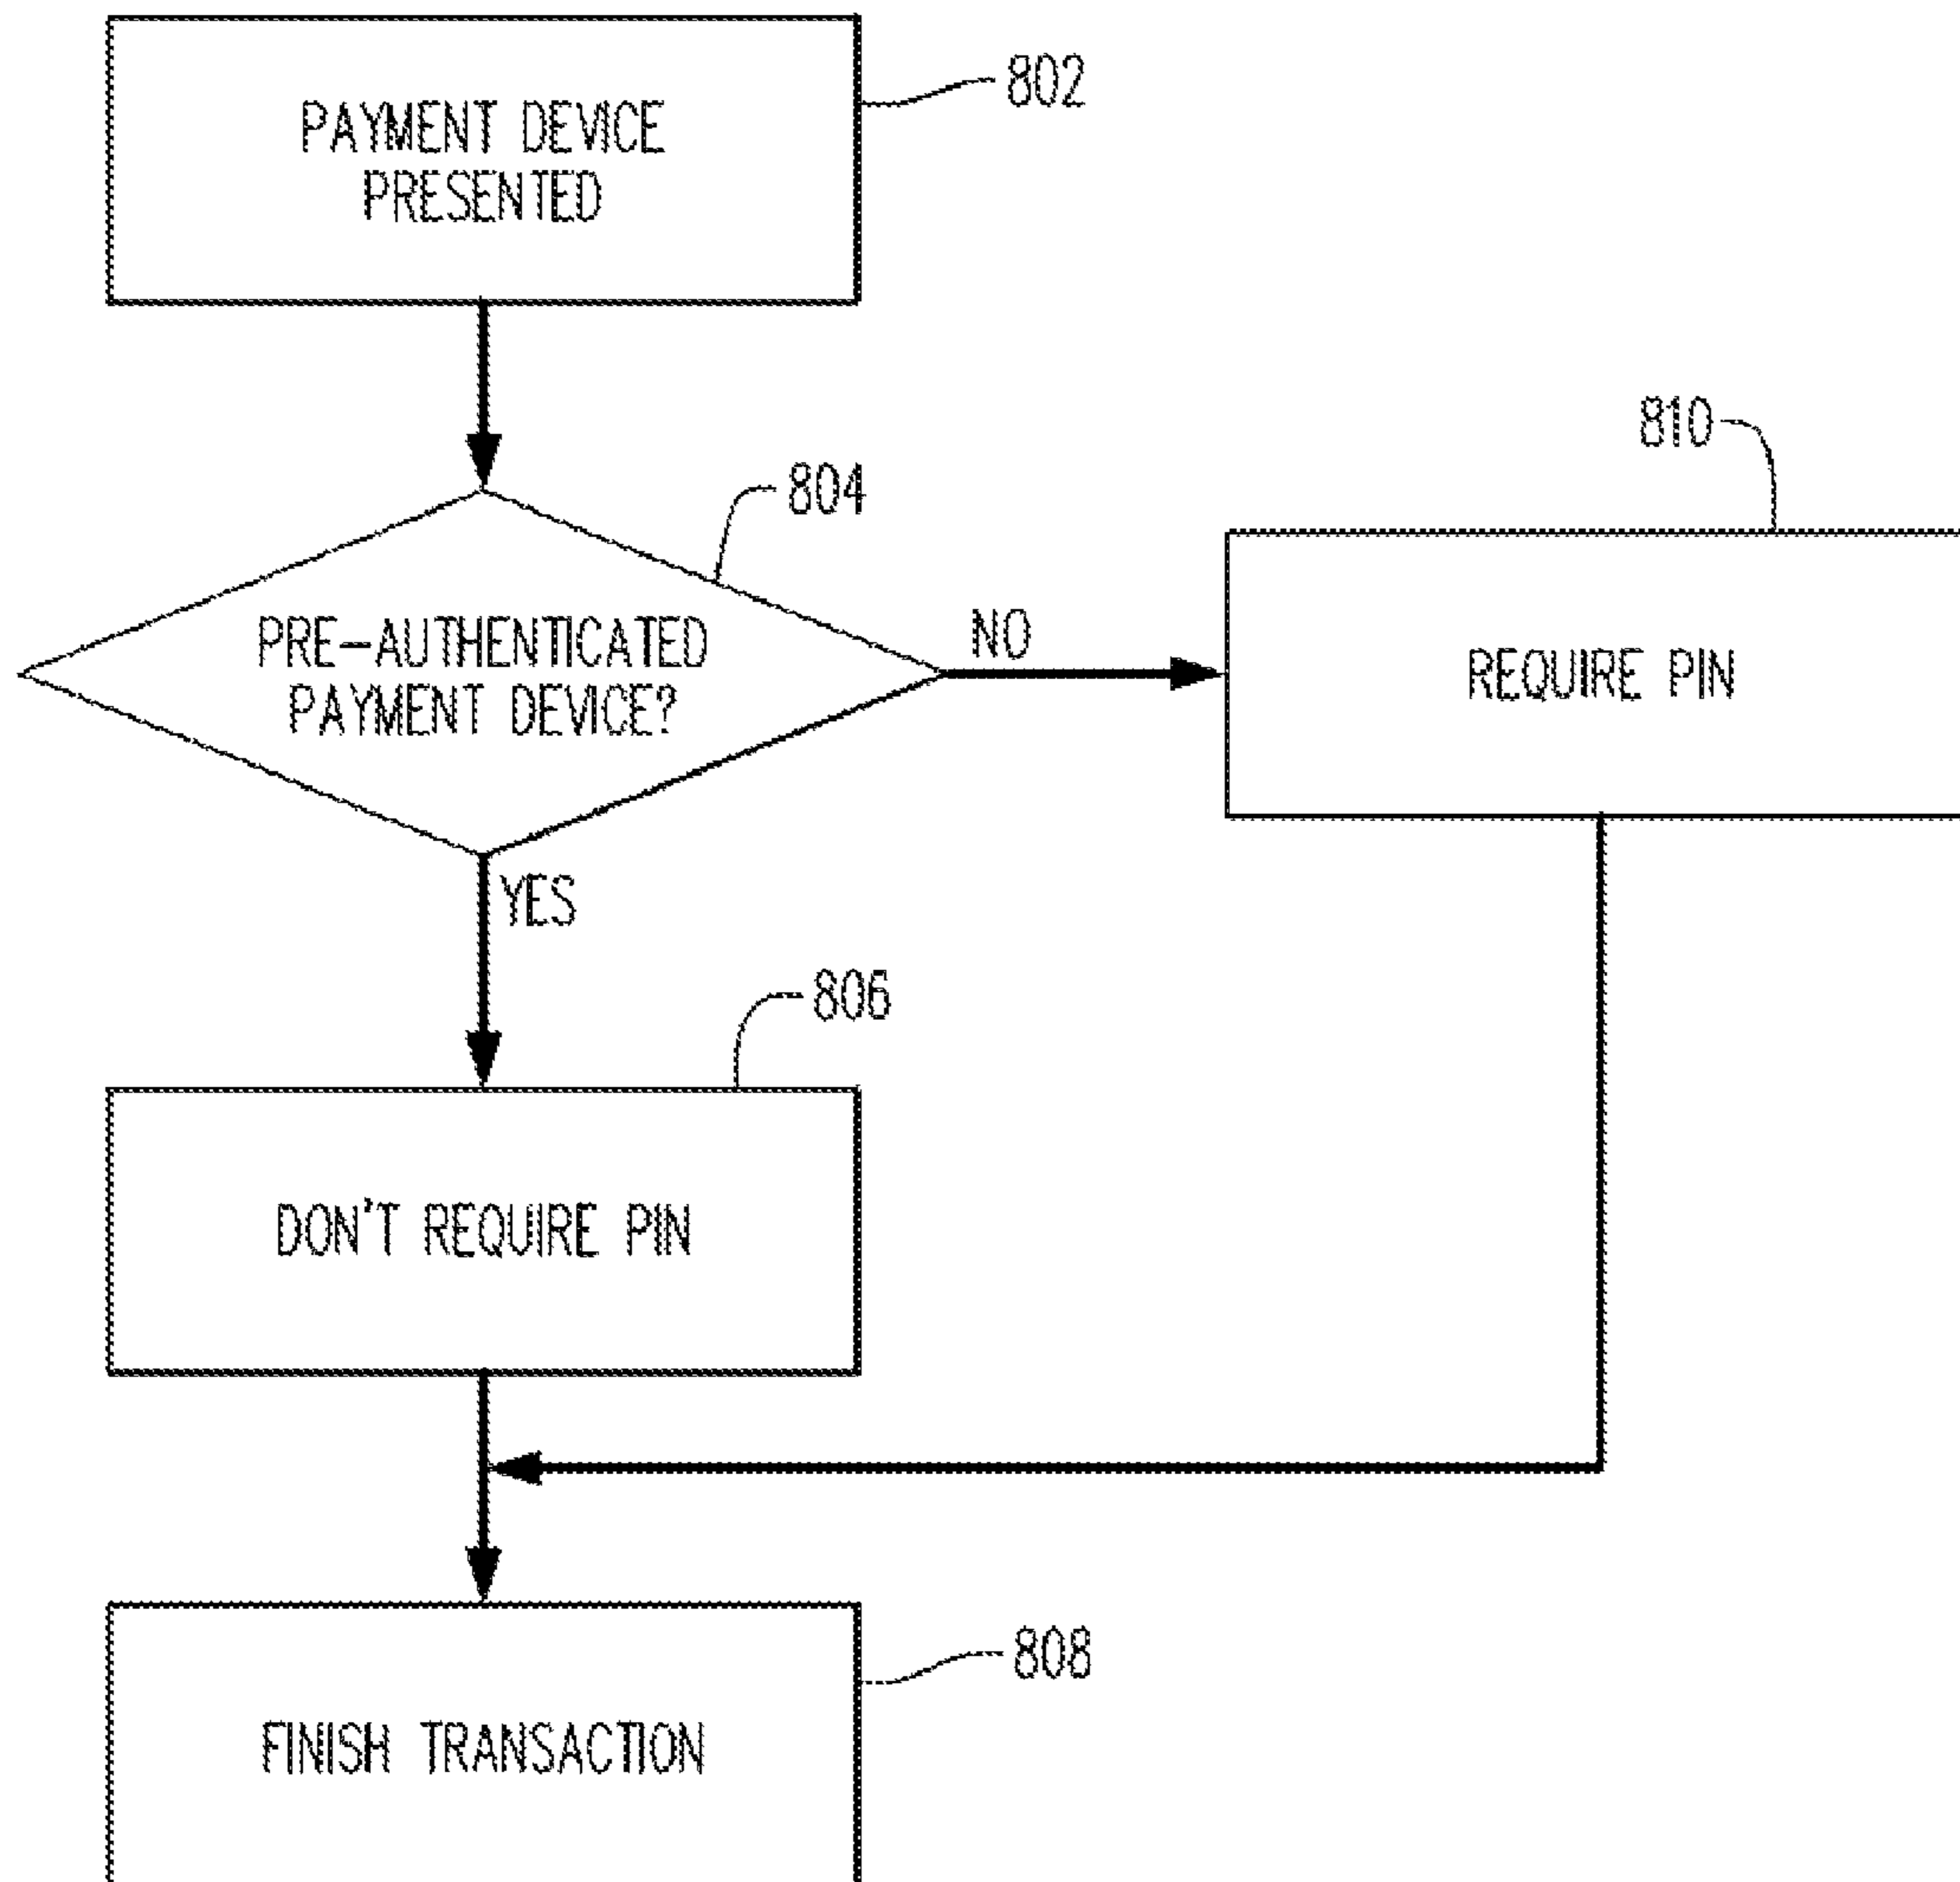 PAYMENT DEVICE
PRESENTED
802
804
PRE-AUTHENTICATED
PAYMENT DEVICE?
NO
810
REQUIRE PIN
YES
806
DON'T REQUIRE PIN
808
FINISH TRANSACTION